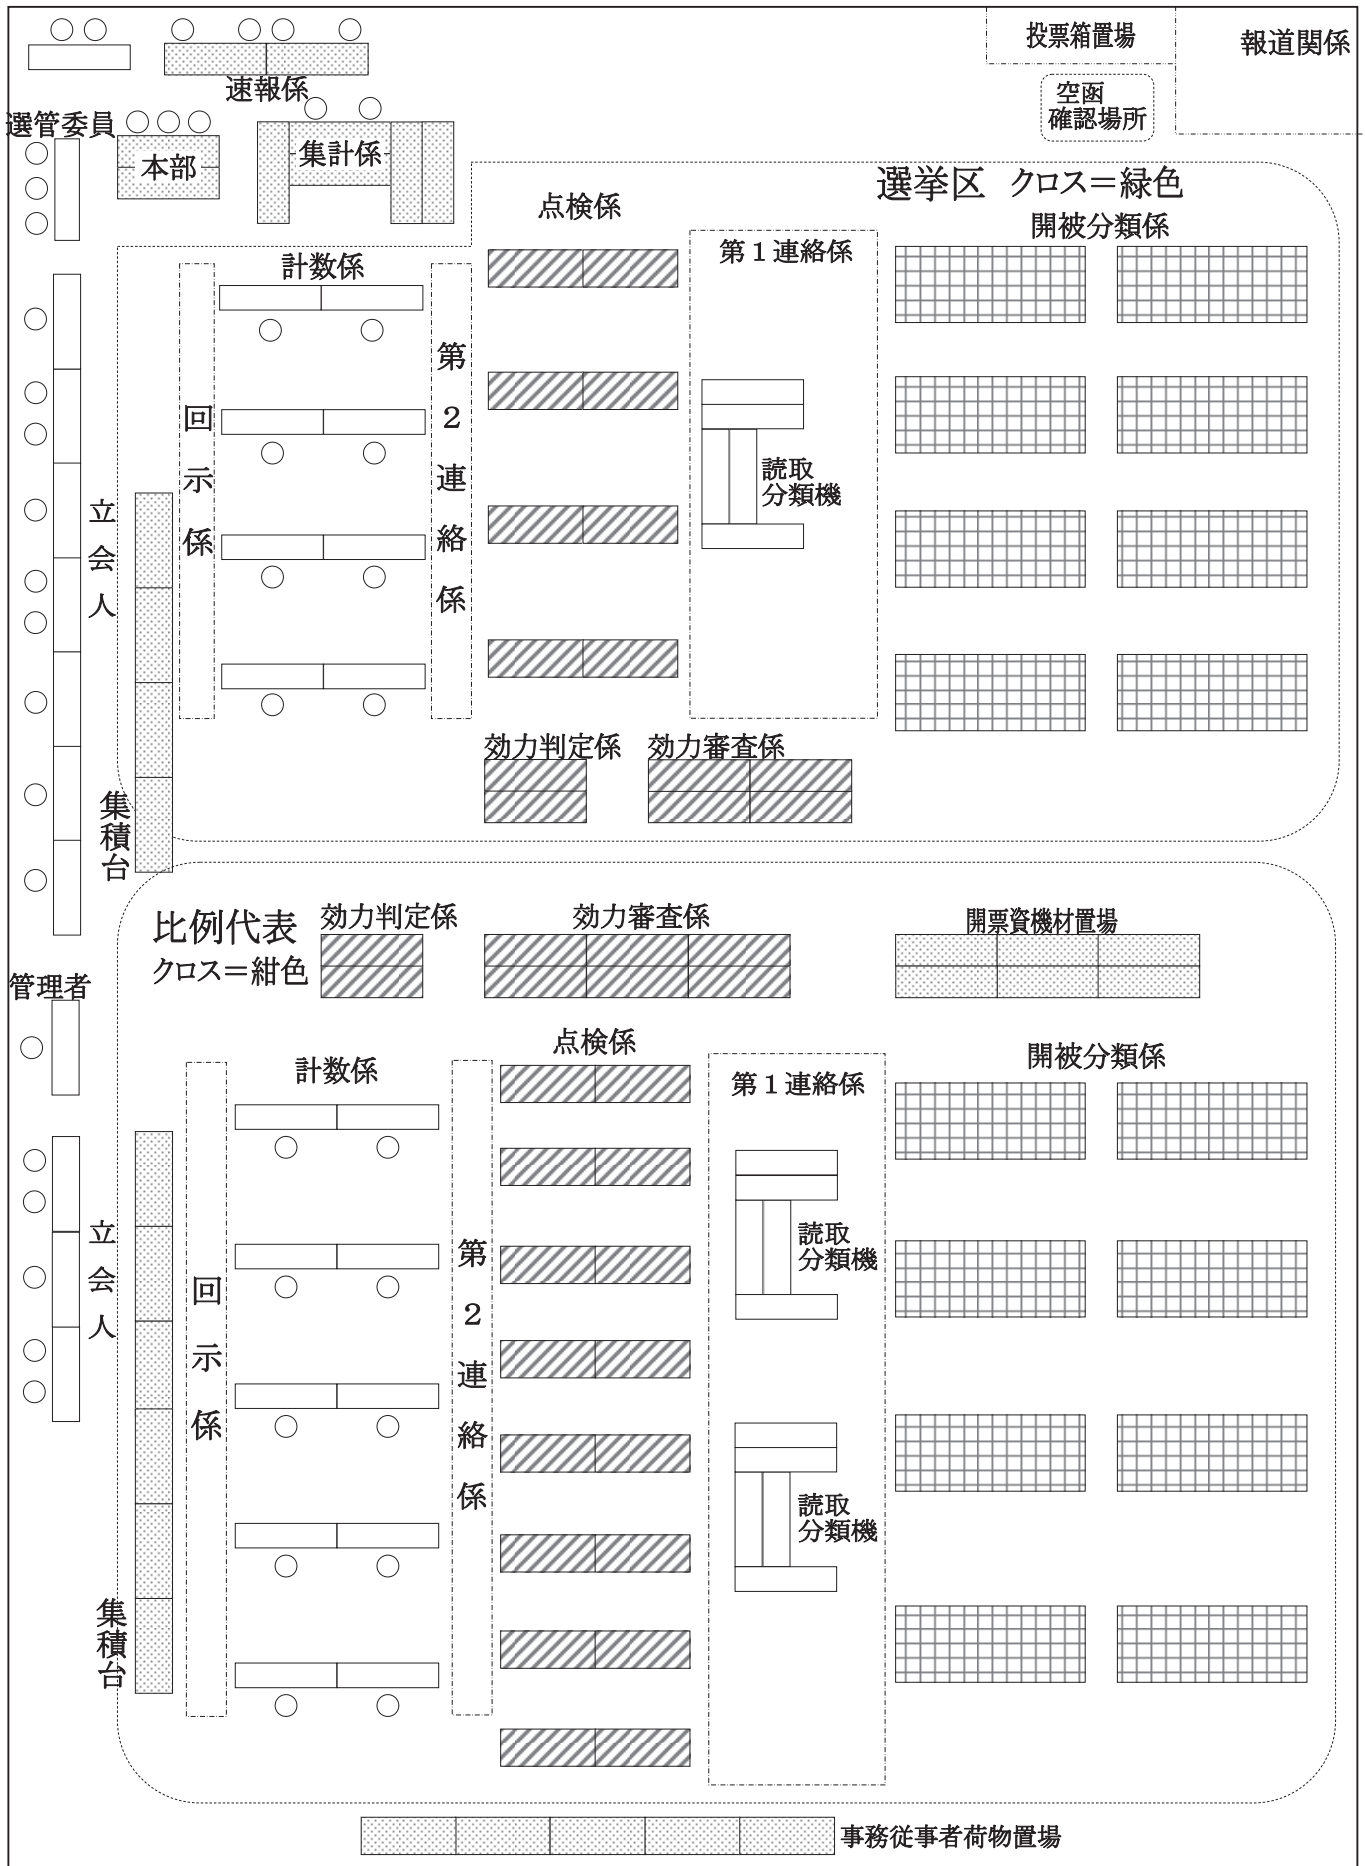 投票箱置場
報道関係
空函
確認場所
速報係
選管委員
本部
集計係
選挙区 クロス＝緑色
点検係
開被分類係
第１連絡係
計数係
第２連絡係
回示係
読取
分類機
立会人
集積台
効力判定係
効力審査係
比例代表
クロス＝紺色
効力判定係
効力審査係
開票資機材置場
管理者
点検係
開被分類係
計数係
第１連絡係
読取
分類機
立会人
回示係
第２連絡係
読取
分類機
集積台
事務従事者荷物置場